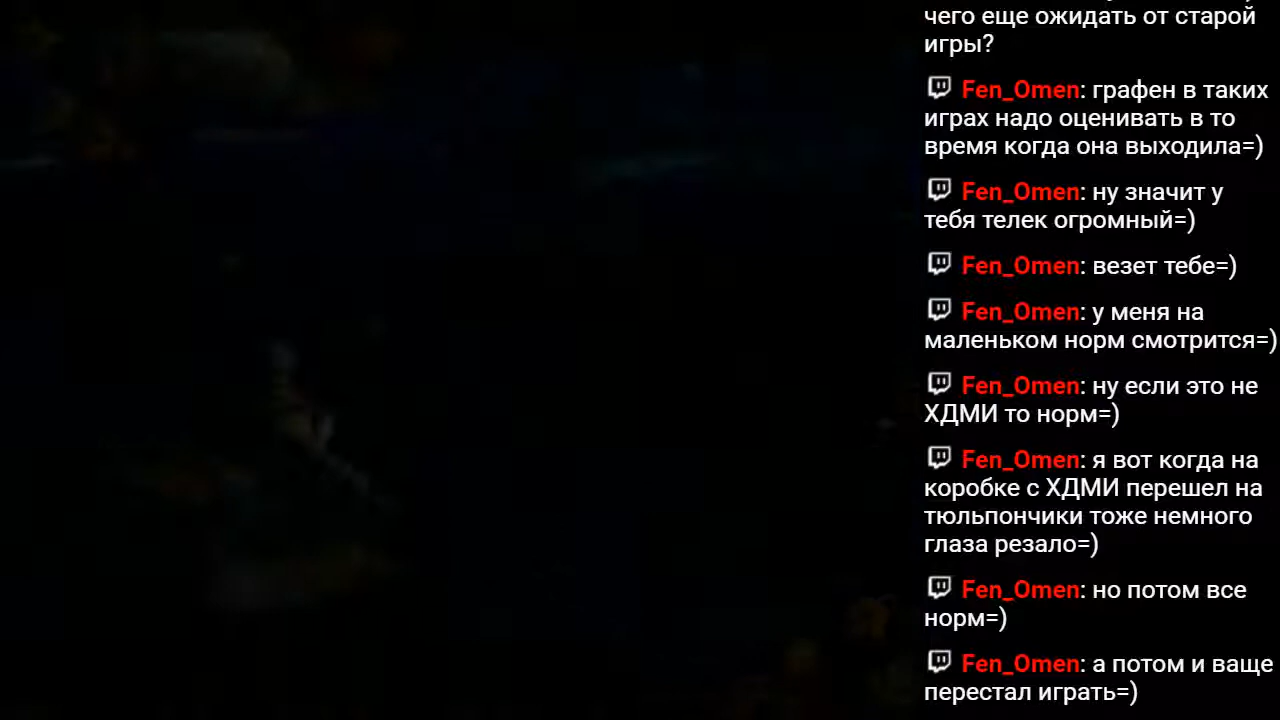 чего еще ожидать от старой
игры?
Fen_Omen: графен в таких
играх надо оценивать в то
время когда она выходила=)
Fen_Omen: ну значит у
тебя телек огромный=)
Fen_Omen: везет тебе=)
Fen_Omen: у меня на
маленьком норм смотрится=)
Fen_Omen: ну если это не
ХДМИ то норм=)
Fen_Omen: я вот когда на
коробке с ХДМИ перешел на
тюльпончики тоже немного
глаза резало=)
Fen_Omen: но потом все
норм=)
Fen_Omen: а потом и ваще
перестал играть=)